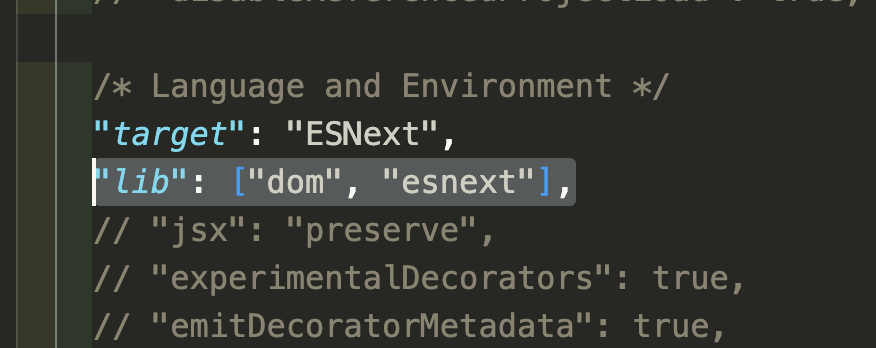 /* Language and Environment */
"target": "ESNext",
"lib": ["dom", "esnext"],
// "jsx": "preserve",
// "experimentalDecorators": true,
// "emitDecoratorMetadata": true,